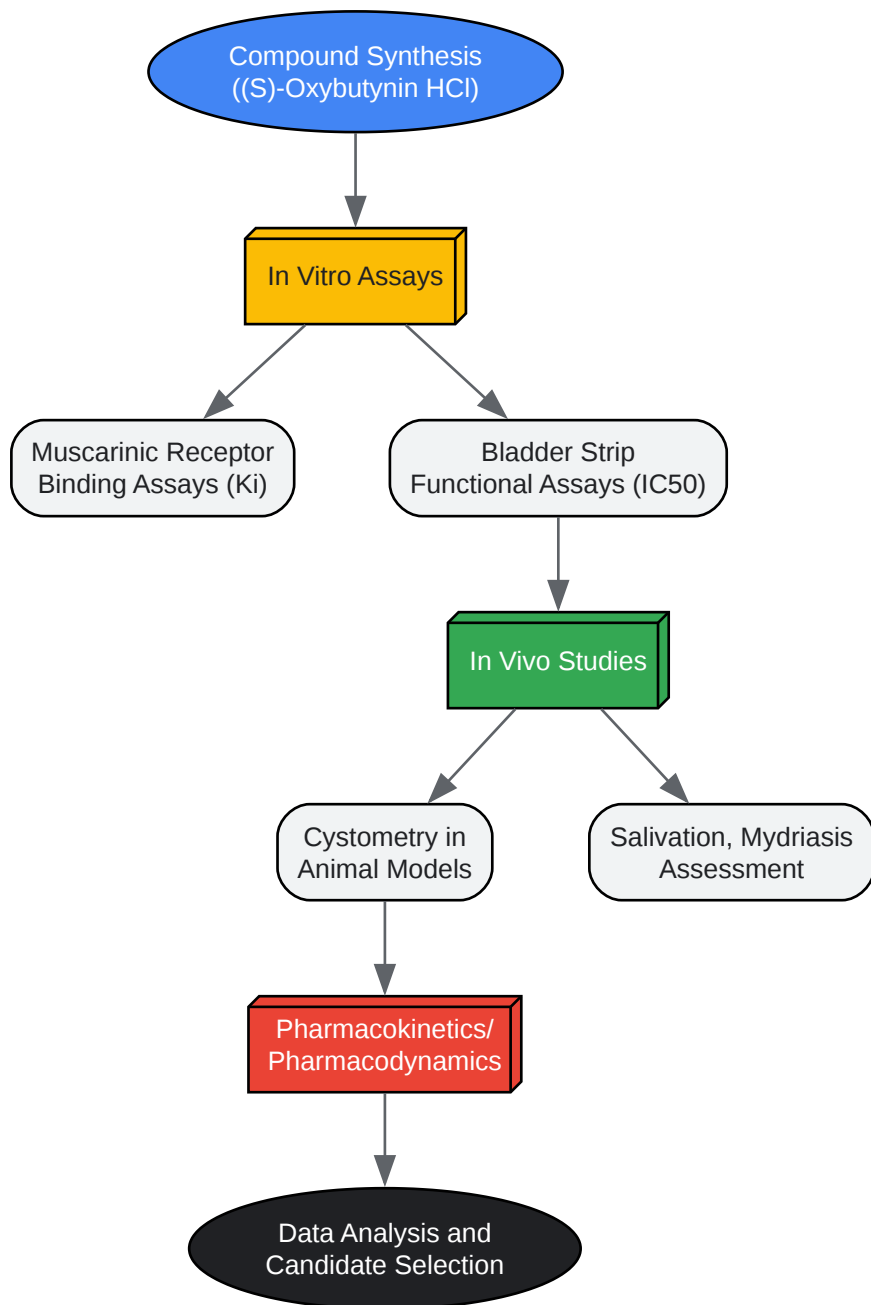 Compound Synthesis
((S)-Oxybutynin HCl)
In Vitro Assays
Muscarinic Receptor
Binding Assays (Ki)
Bladder Strip
Functional Assays (IC50)
In Vivo Studies
Cystometry in
Animal Models
Salivation, Mydriasis
Assessment
Pharmacokinetics/
Pharmacodynamics
Data Analysis and
Candidate Selection